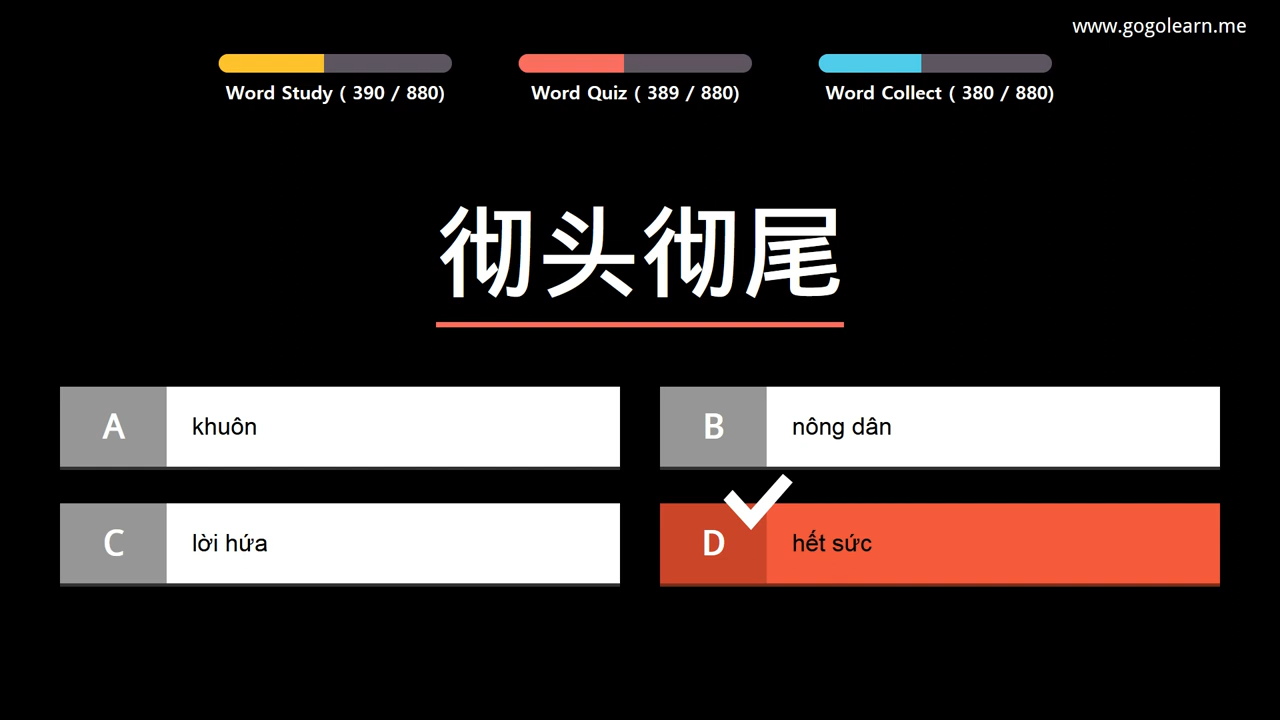 www.gogolearn.me
Word Study ( 390 / 880)
Word Quiz ( 389 / 880)
Word Collect ( 380 / 880)
彻头彻尾
A khuôn
B nông dân
C lời hứa
D hết sức